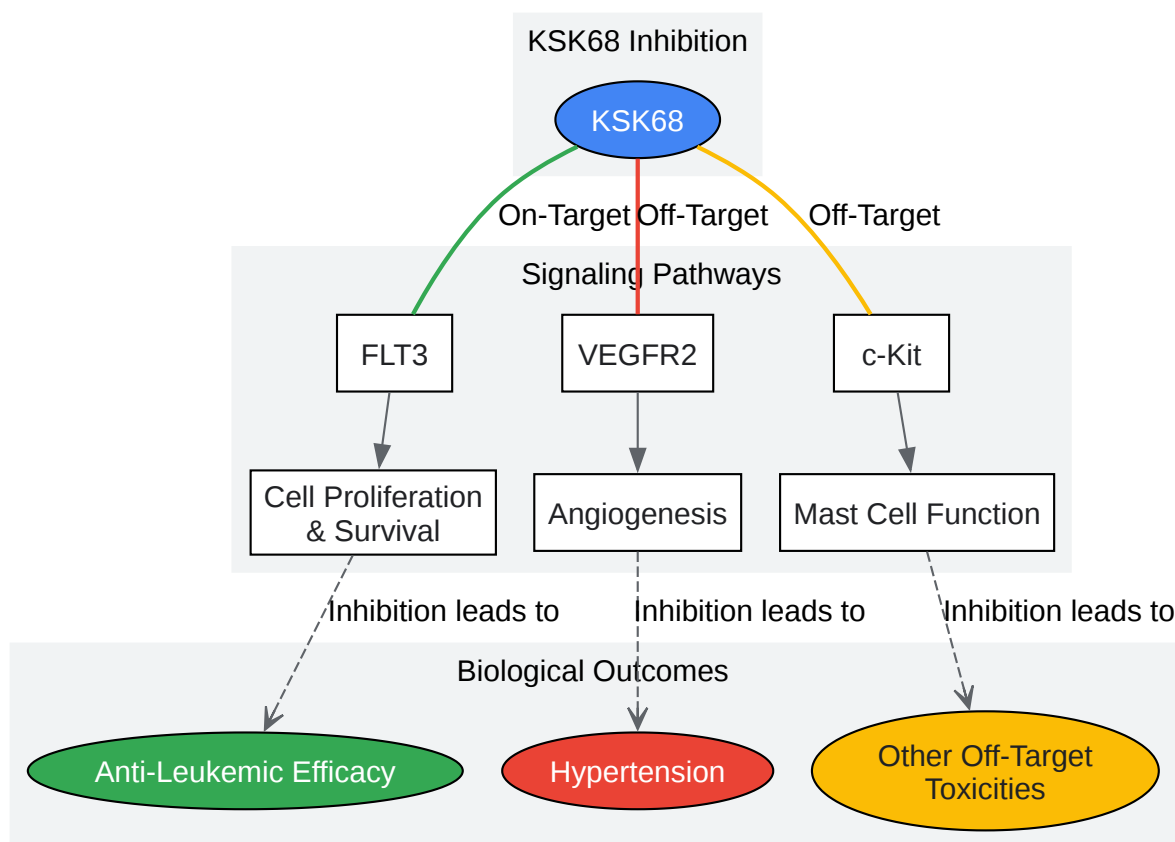 KSK68 Inhibition
KSK68
On-Target
Off-Target
Off-Target
Signaling Pathways
FLT3
VEGFR2
c-Kit
Cell Proliferation
& Survival
Angiogenesis
Mast Cell Function
Inhibition leads to
Inhibition leads to
Inhibition leads to
Biological Outcomes
Anti-Leukemic Efficacy
Hypertension
Other Off-Target
Toxicities